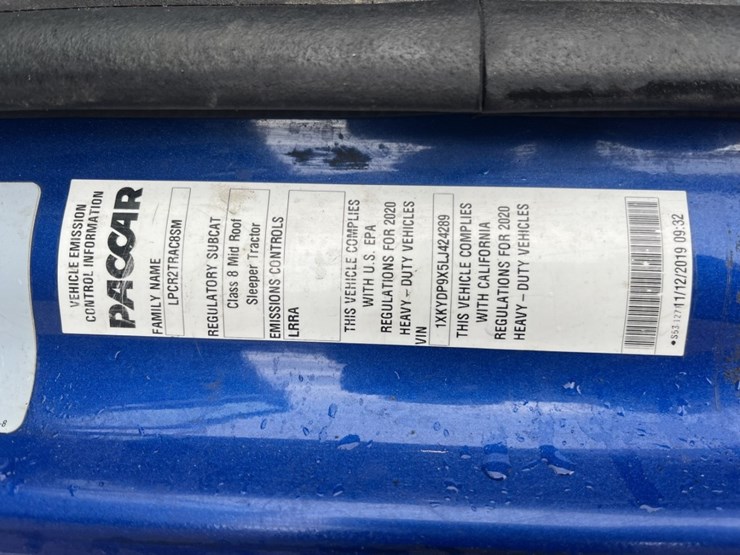 VEHICLE EMISSION
CONTROL INFORMATION
PACCAR
FAMILY NAME
LPCR2TRAC8SM
REGULATORY SUBCAT
Class 8 Mid Roof
Sleeper Tractor
EMISSIONS CONTROLS
LRRA
THIS VEHICLE COMPLIES
WITH U.S. EPA
REGULATIONS FOR 2020
HEAVY-DUTY VEHICLES
VIN
1XKYDP9X5LJ424289
THIS VEHICLE COMPLIES
WITH CALIFORNIA
REGULATIONS FOR 2020
HEAVY-DUTY VEHICLES
11/12/2019 09:32